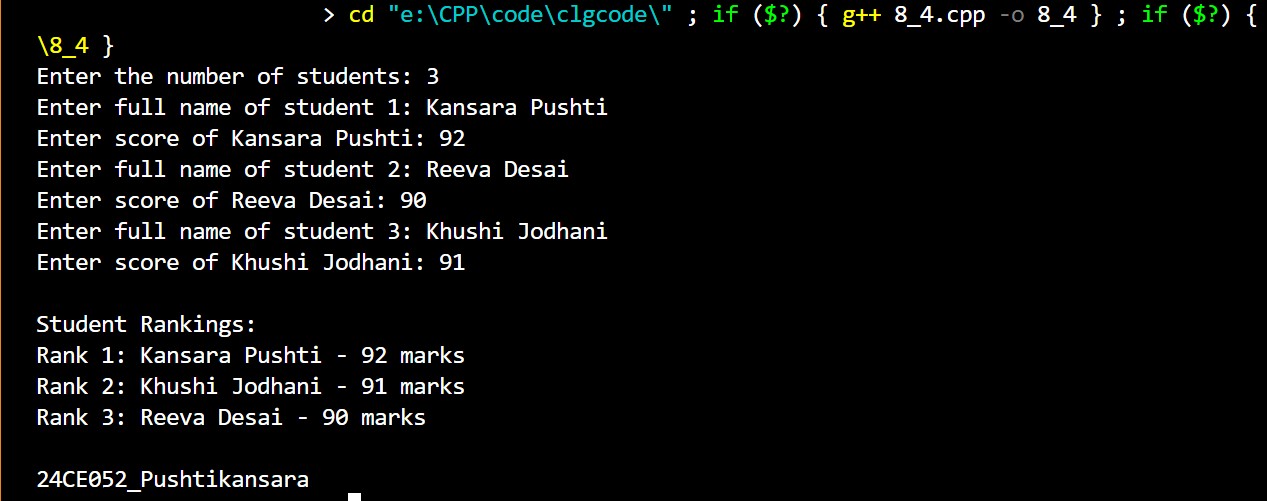 > cd "e:\CPP\code\clgcode\" ; if ($?) { g++ 8_4.cpp -o 8_4 } ; if ($?) {
\8_4 }
Enter the number of students: 3
Enter full name of student 1: Kansara Pushti
Enter score of Kansara Pushti: 92
Enter full name of student 2: Reeva Desai
Enter score of Reeva Desai: 90
Enter full name of student 3: Khushi Jodhani
Enter score of Khushi Jodhani: 91
Student Rankings:
Rank 1: Kansara Pushti - 92 marks
Rank 2: Khushi Jodhani - 91 marks
Rank 3: Reeva Desai - 90 marks
24CE052_Pushtikansara